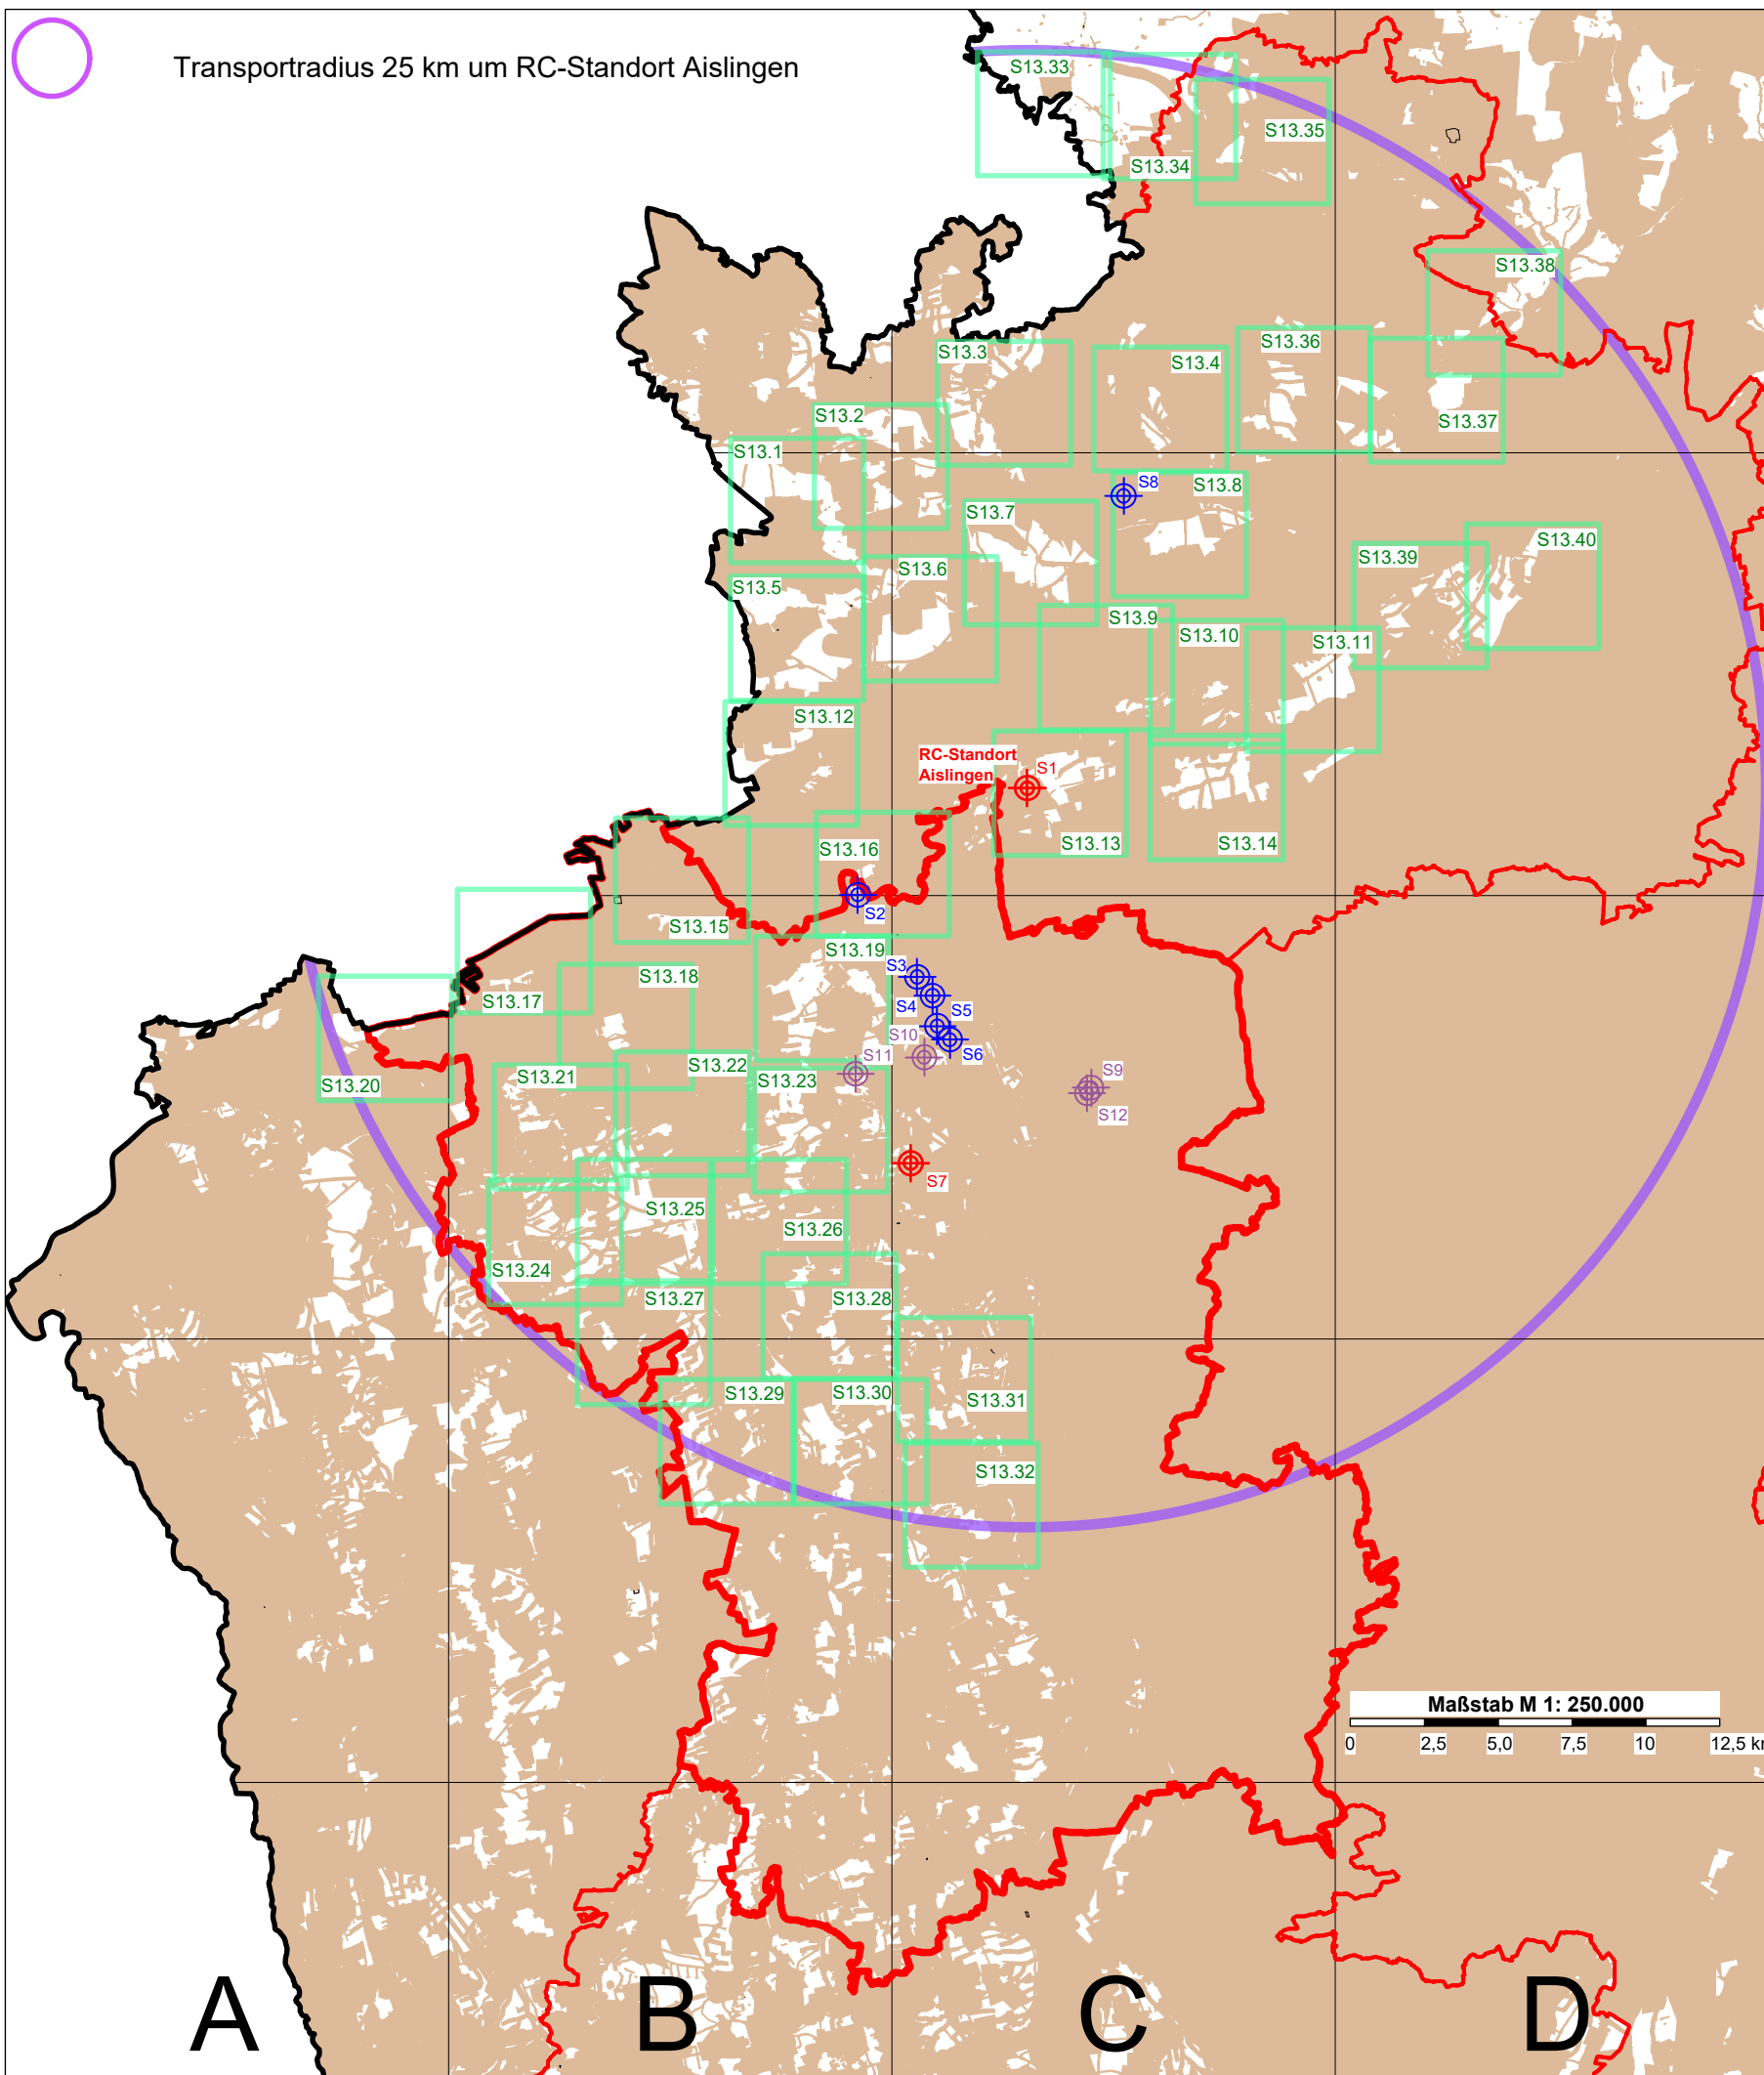 Transportradius 25 km um RC-Standort Aislingen
S13.33
S13.35
S13.34
S13.38
S13.3
S13.36
S13.4
S13.2
S13.37
S13.1
S8
S13.8
S13.7
S13.40
S13.39
S13.6
S13.5
S13.9
S13.10
S13.11
S13.12
RC-Standort
Aislingen
S1
S13.13
S13.14
S13.16
S2
S13.15
S13.19
S3
S13.18
S13.17
S4
S5
S10
S6
S11
S13.22
S9
S13.21
S13.23
S13.20
S12
S7
S13.25
S13.26
S13.24
S13.27
S13.28
S13.29
S13.30
S13.31
S13.32
Maßstab M 1: 250.000
0 2,5 5,0 7,5 10 12,5 km
A B C D